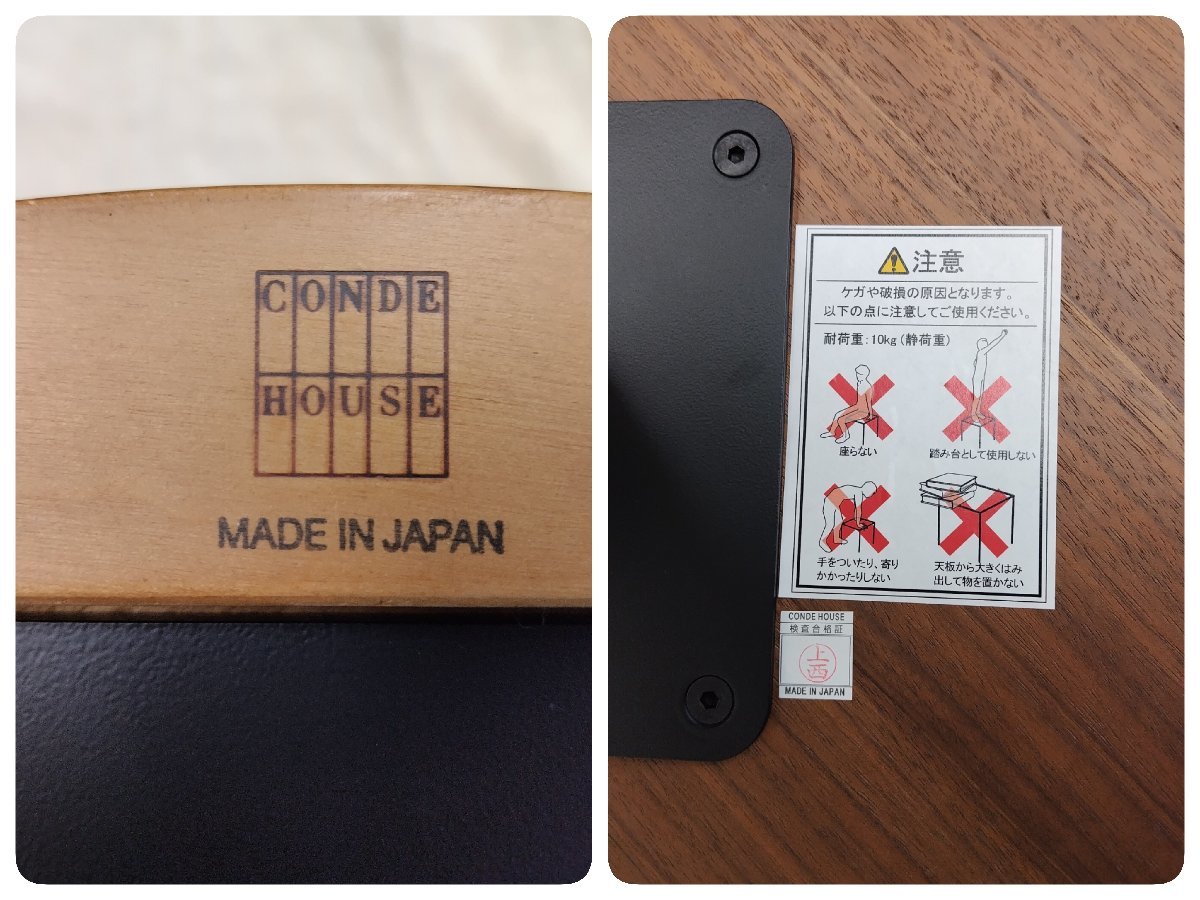 CONDE
HOUSE
MADE IN JAPAN
注意
ケガや破損の原因となります。
以下の点に注意してご使用ください。
耐荷重：10kg（静荷重）
座らない
踏み台として使用しない
手をついたり、寄り
かかったりしない
天板から大きくはみ
出して物を置かない
CONDE HOUSE
検査合格証
上西
MADE IN JAPAN